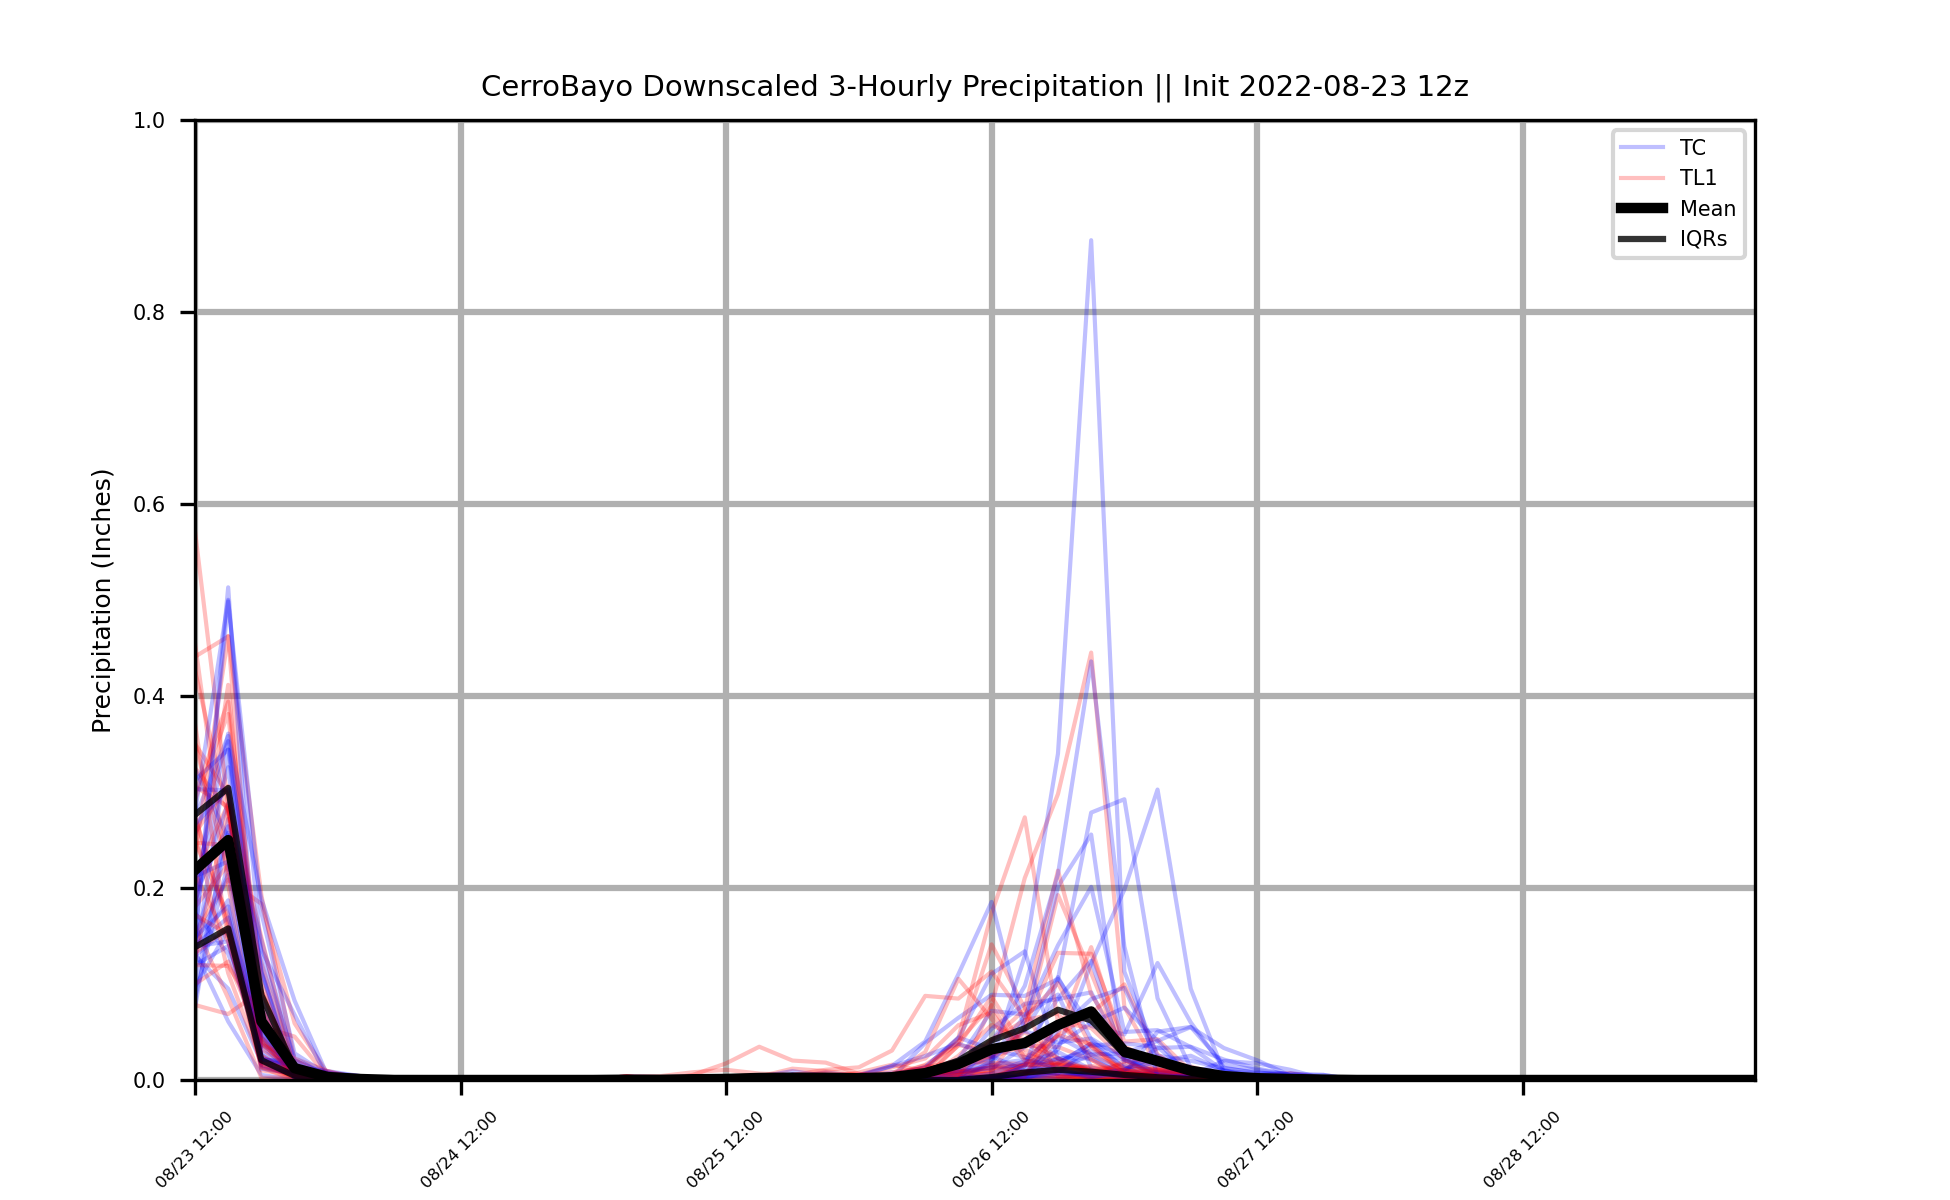 CerroBayo Downscaled 3-Hourly Precipitation || Init 2022-08-23 12z
Precipitation (Inches)
1.0
0.8
0.6
0.4
0.2
0.0
TC
TL1
Mean
IQRs
08/23 12:00
08/24 12:00
08/25 12:00
08/26 12:00
08/27 12:00
08/28 12:00